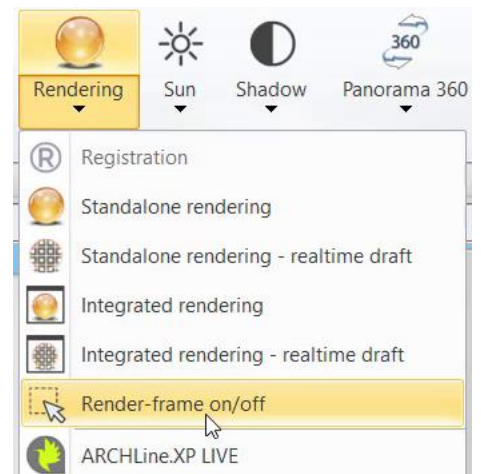 360
Rendering Sun Shadow Panorama 360
® Registration
Standalone rendering
Standalone rendering - realtime draft
Integrated rendering
Integrated rendering - realtime draft
Render-frame on/off
ARCHLine.XP LIVE